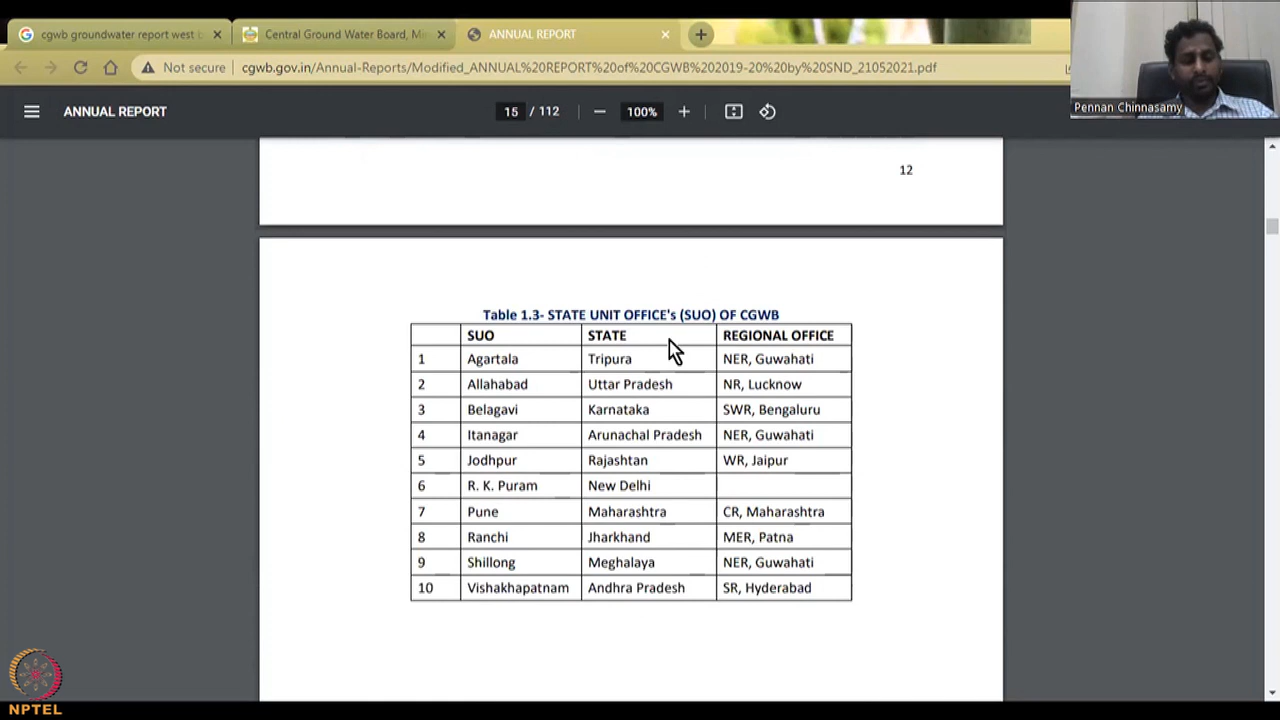 cgwb groundwater report west b
Central Ground Water Board, Mi
ANNUAL REPORT
Not secure
cgwb.gov.in/Annual-Reports/Modified_ANNUAL%20REPORT%20of%20CGWB%202019-20%20by%20SND_21052021.pdf
Pennan Chinnasamy
ANNUAL REPORT
15 / 112
100%
12
Table 1.3- STATE UNIT OFFICE's (SUO) OF CGWB
SUO STATE REGIONAL OFFICE
1 Agartala Tripura NER, Guwahati
2 Allahabad Uttar Pradesh NR, Lucknow
3 Belagavi Karnataka SWR, Bengaluru
4 Itanagar Arunachal Pradesh NER, Guwahati
5 Jodhpur Rajashtan WR, Jaipur
6 R. K. Puram New Delhi
7 Pune Maharashtra CR, Maharashtra
8 Ranchi Jharkhand MER, Patna
9 Shillong Meghalaya NER, Guwahati
10 Vishakhapatnam Andhra Pradesh SR, Hyderabad
NPTEL